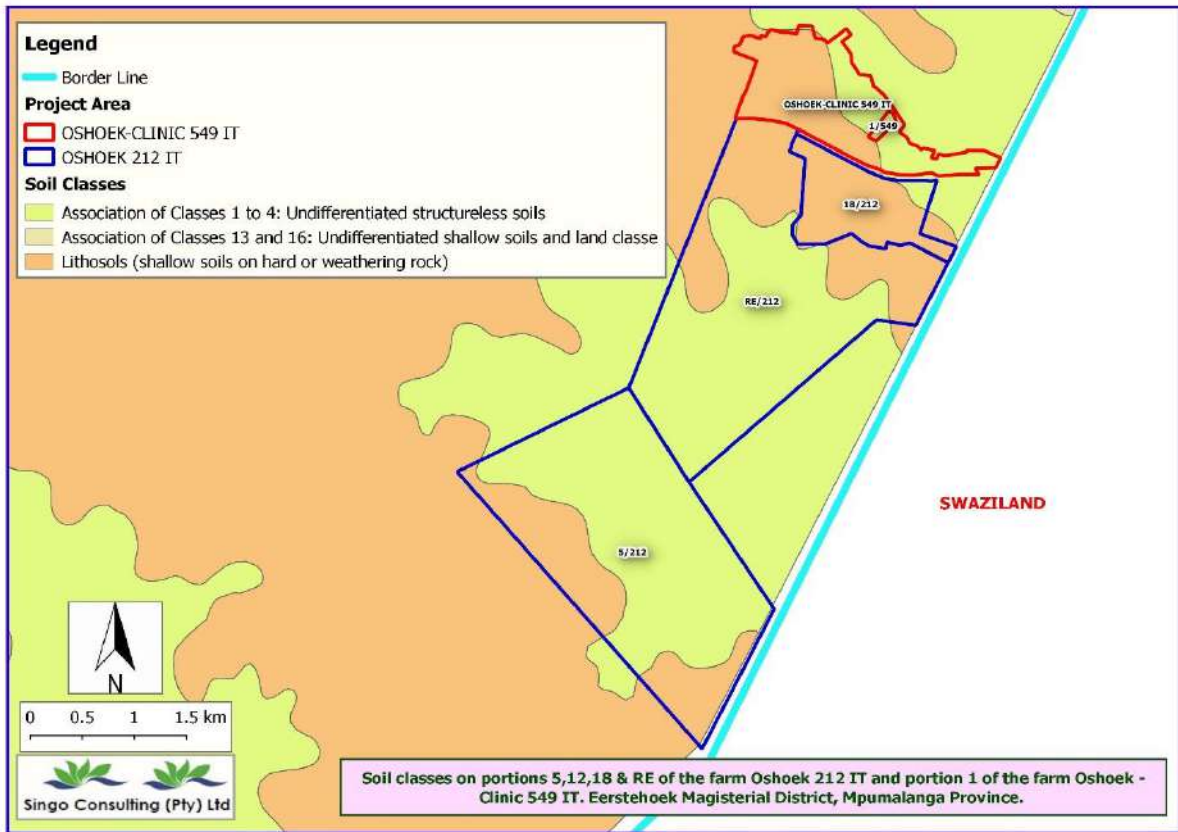 Legend
Border Line
Project Area
OSHOEK-CLINIC 549 IT
OSHOEK 212 IT
Soil Classes
Association of Classes 1 to 4: Undifferentiated structureless soils
Association of Classes 13 and 16: Undifferentiated shallow soils and land classe
Lithosols (shallow soils on hard or weathering rock)
OSHOEK-CLINIC 549 IT
1/549
18/212
RE/212
5/212
SWAZILAND
N
0 0.5 1 1.5 km
Singo Consulting (Pty) Ltd
Soil classes on portions 5,12,18 & RE of the farm Oshoek 212 IT and portion 1 of the farm Oshoek -
Clinic 549 IT. Eerstehoek Magisterial District, Mpumalanga Province.